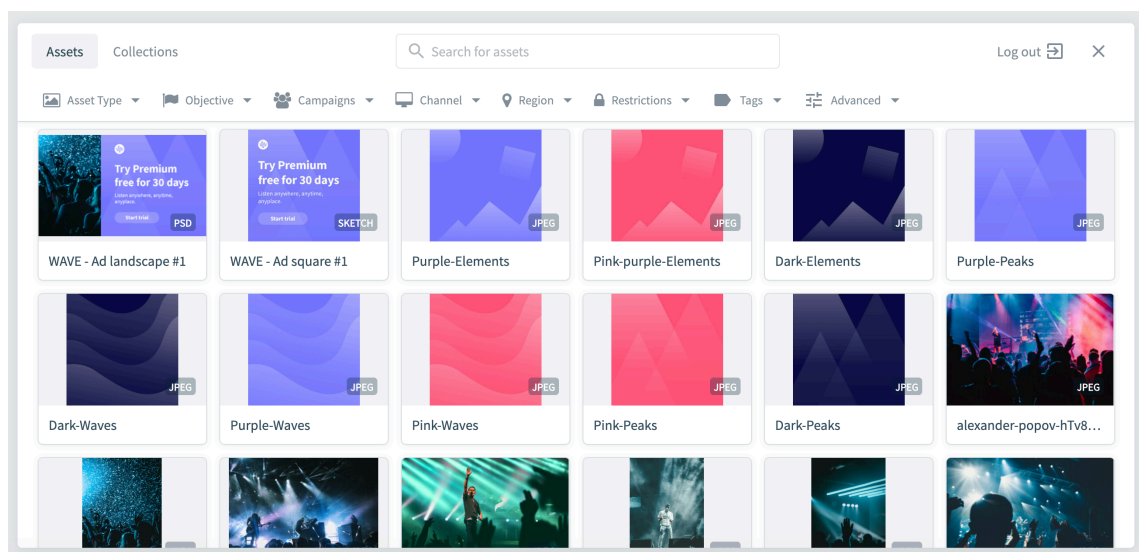 Assets
Collections
Search for assets
Log out
Asset Type
Objective
Campaigns
Channel
Region
Restrictions
Tags
Advanced
Try Premium
free for 30 days
Listen anywhere, anytime,
anyplace.
Start trial
PSD
WAVE - Ad landscape #1
Try Premium
free for 30 days
Listen anywhere, anytime,
anyplace.
Start trial
SKETCH
WAVE - Ad square #1
JPEG
Purple-Elements
JPEG
Pink-purple-Elements
JPEG
Dark-Elements
JPEG
Purple-Peaks
JPEG
Dark-Waves
JPEG
Purple-Waves
JPEG
Pink-Waves
JPEG
Pink-Peaks
JPEG
Dark-Peaks
JPEG
alexander-popov-hTv8...